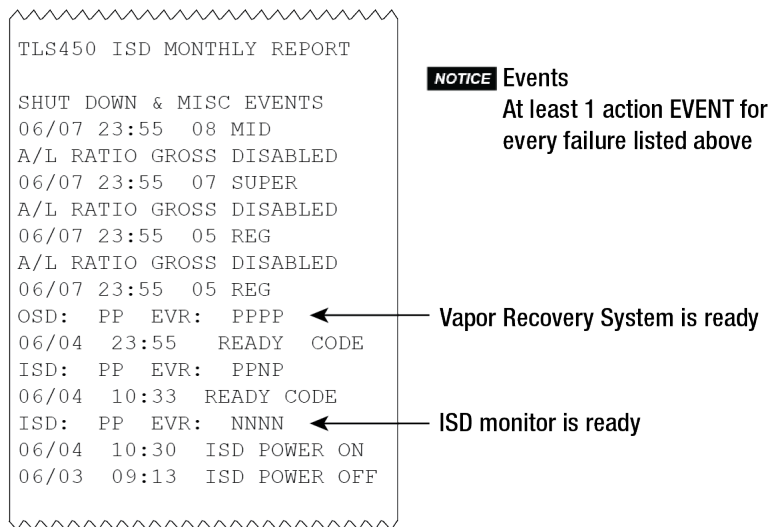 TLS450 ISD MONTHLY REPORT
SHUT DOWN & MISC EVENTS
06/07 23:55 08 MID
A/L RATIO GROSS DISABLED
06/07 23:55 07 SUPER
A/L RATIO GROSS DISABLED
06/07 23:55 05 REG
A/L RATIO GROSS DISABLED
06/07 23:55 05 REG
OSD: PP EVR: PPPP
06/04 23:55 READY CODE
ISD: PP EVR: PPNP
06/04 10:33 READY CODE
ISD: PP EVR: NNNN
06/04 10:30 ISD POWER ON
06/03 09:13 ISD POWER OFF
NOTICE Events
At least 1 action EVENT for
every failure listed above
Vapor Recovery System is ready
ISD monitor is ready